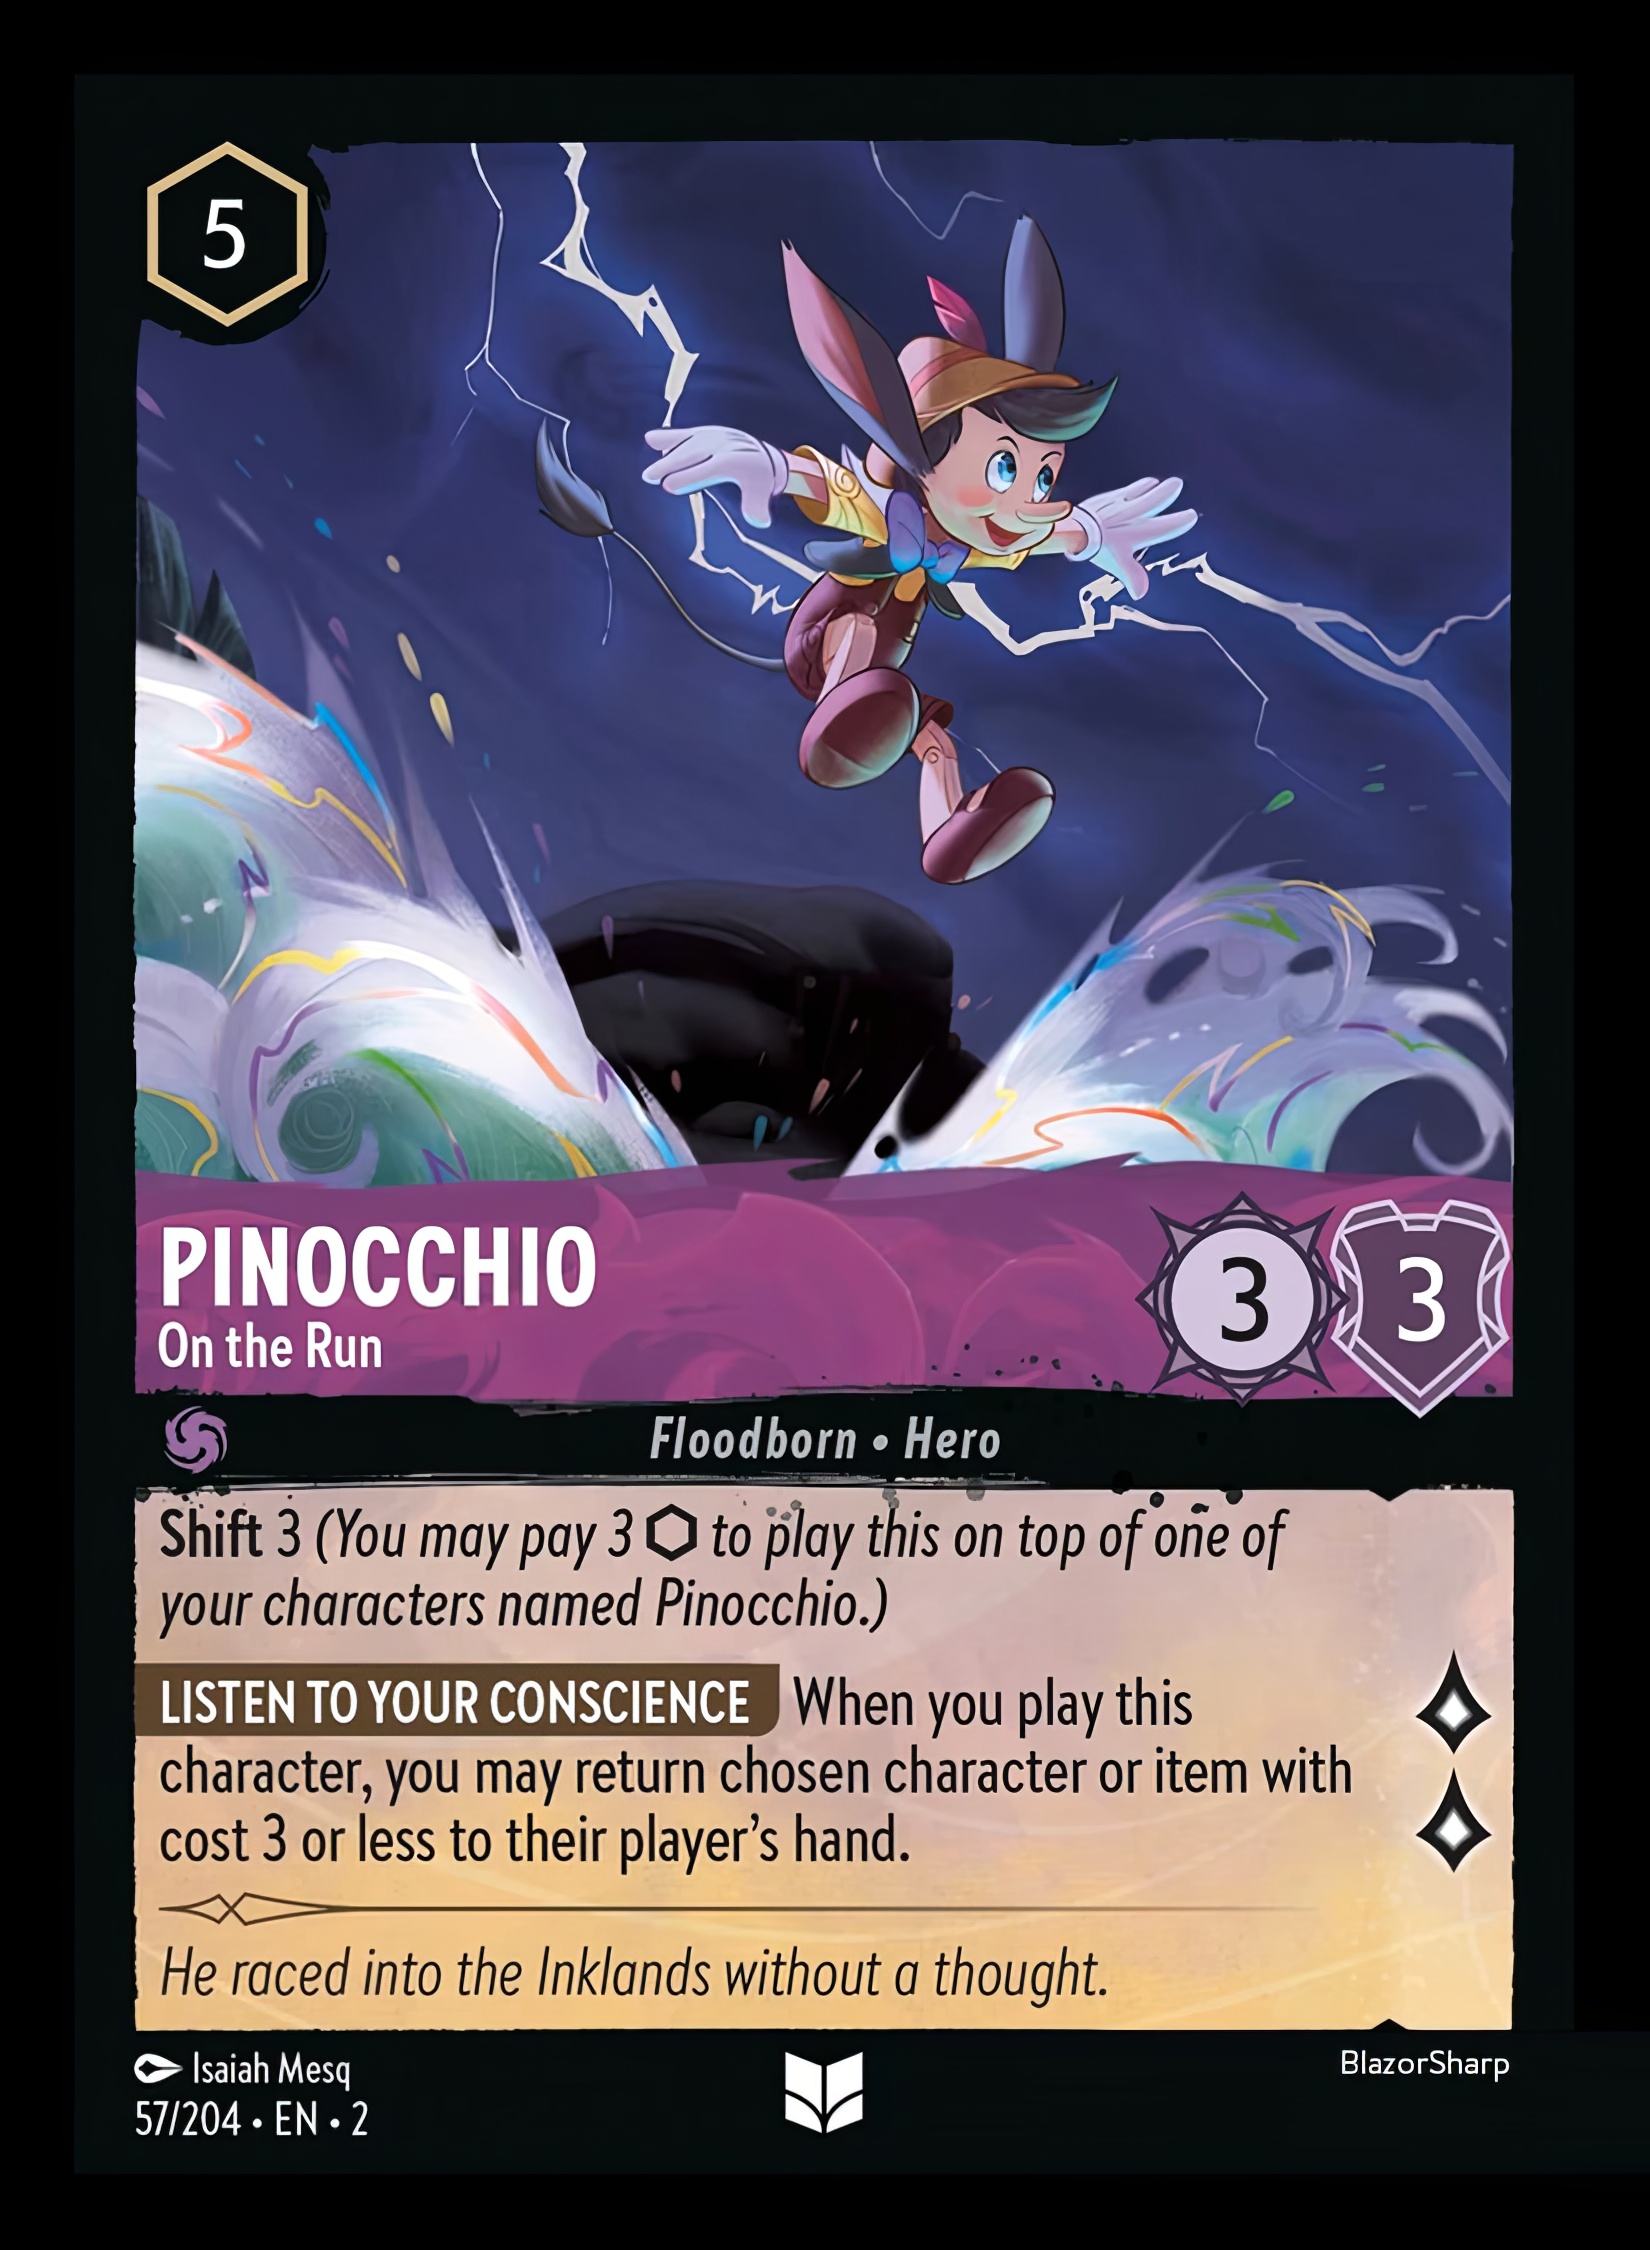 5
PINOCCHIO
On the Run
3 3
Floodborn • Hero
Shift 3 (You may pay 3 ⬡ to play this on top of one of
your characters named Pinocchio.)
LISTEN TO YOUR CONSCIENCE When you play this
character, you may return chosen character or item with
cost 3 or less to their player’s hand.
He raced into the Inklands without a thought.
Isaiah Mesq
BlazorSharp
57/204 • EN • 2